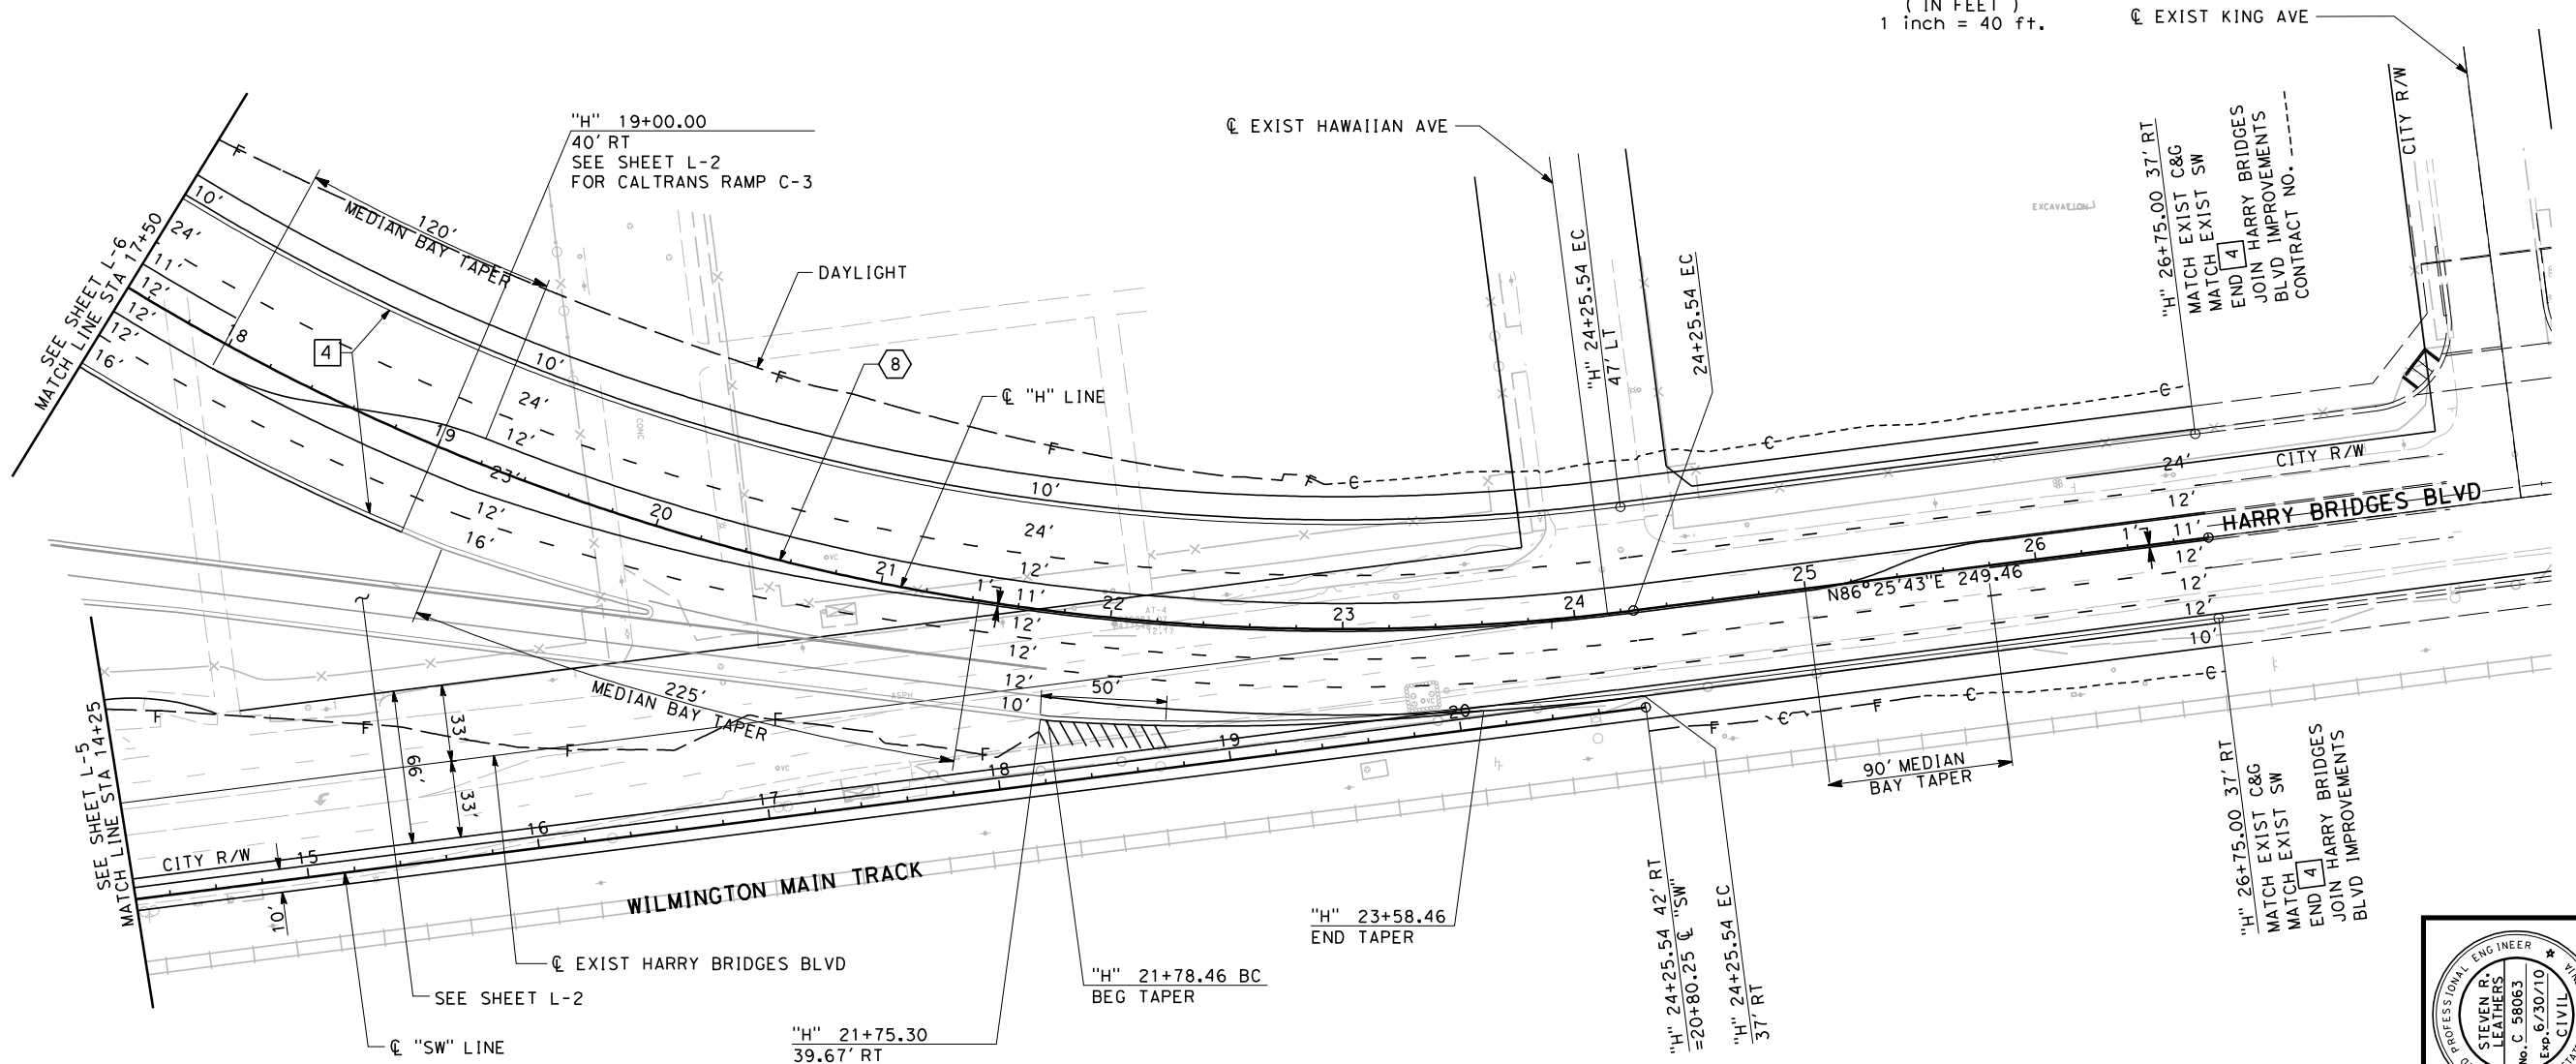 ( IN FEET )
1 inch = 40 ft.
℄ EXIST KING AVE
CITY R/W
℄ EXIST HAWAIIAN AVE
"H" 19+00.00
40' RT
SEE SHEET L-2
FOR CALTRANS RAMP C-3
F
120'
MEDIAN BAY TAPER
DAYLIGHT
SEE SHEET L-6
MATCH LINE STA 17+50
10'
24'
11'
12'
12'
12'
16'
18
4
10'
24'
12'
19
23'
12'
16'
F
8
℄ "H" LINE
20
21
F
10'
24'
12'
1'
11'
22
12'
12'
12'
10'
50'
F
C
23
24
"H" 24+25.54 EC
47' LT
24+25.54 EC
C
C
EXCAVATION
"H" 26+75.00 37' RT
MATCH EXIST C&G
MATCH EXIST SW
END 4
JOIN HARRY BRIDGES
BLVD IMPROVEMENTS
CONTRACT NO. ------
24'
CITY R/W
12'
HARRY BRIDGES BLVD
11'
1'
26
25
N86°25'43"E 249.46
12'
12'
12'
10'
CONC
VC
AT-4
ASPH
VC
VC
225'
MEDIAN BAY TAPER
SEE SHEET L-5
MATCH LINE STA 14+25
F
F
F
F
F
33'
66'
33'
CITY R/W
10'
15
16
17
18
19
20
F
C
F
C
C
90' MEDIAN
BAY TAPER
WILMINGTON MAIN TRACK
℄ EXIST HARRY BRIDGES BLVD
SEE SHEET L-2
℄ "SW" LINE
"H" 21+75.30
39.67' RT
"H" 21+78.46 BC
BEG TAPER
"H" 23+58.46
END TAPER
"H" 24+25.54 42' RT
=20+80.25 ℄ "SW"
"H" 24+25.54 EC
37' RT
"H" 26+75.00 37' RT
MATCH EXIST C&G
MATCH EXIST SW
END 4
JOIN HARRY BRIDGES
BLVD IMPROVEMENTS
PROFESSIONAL ENGINEER
STEVEN R.
LEATHERS
No. C 58063
Exp. 6/30/10
CIVIL